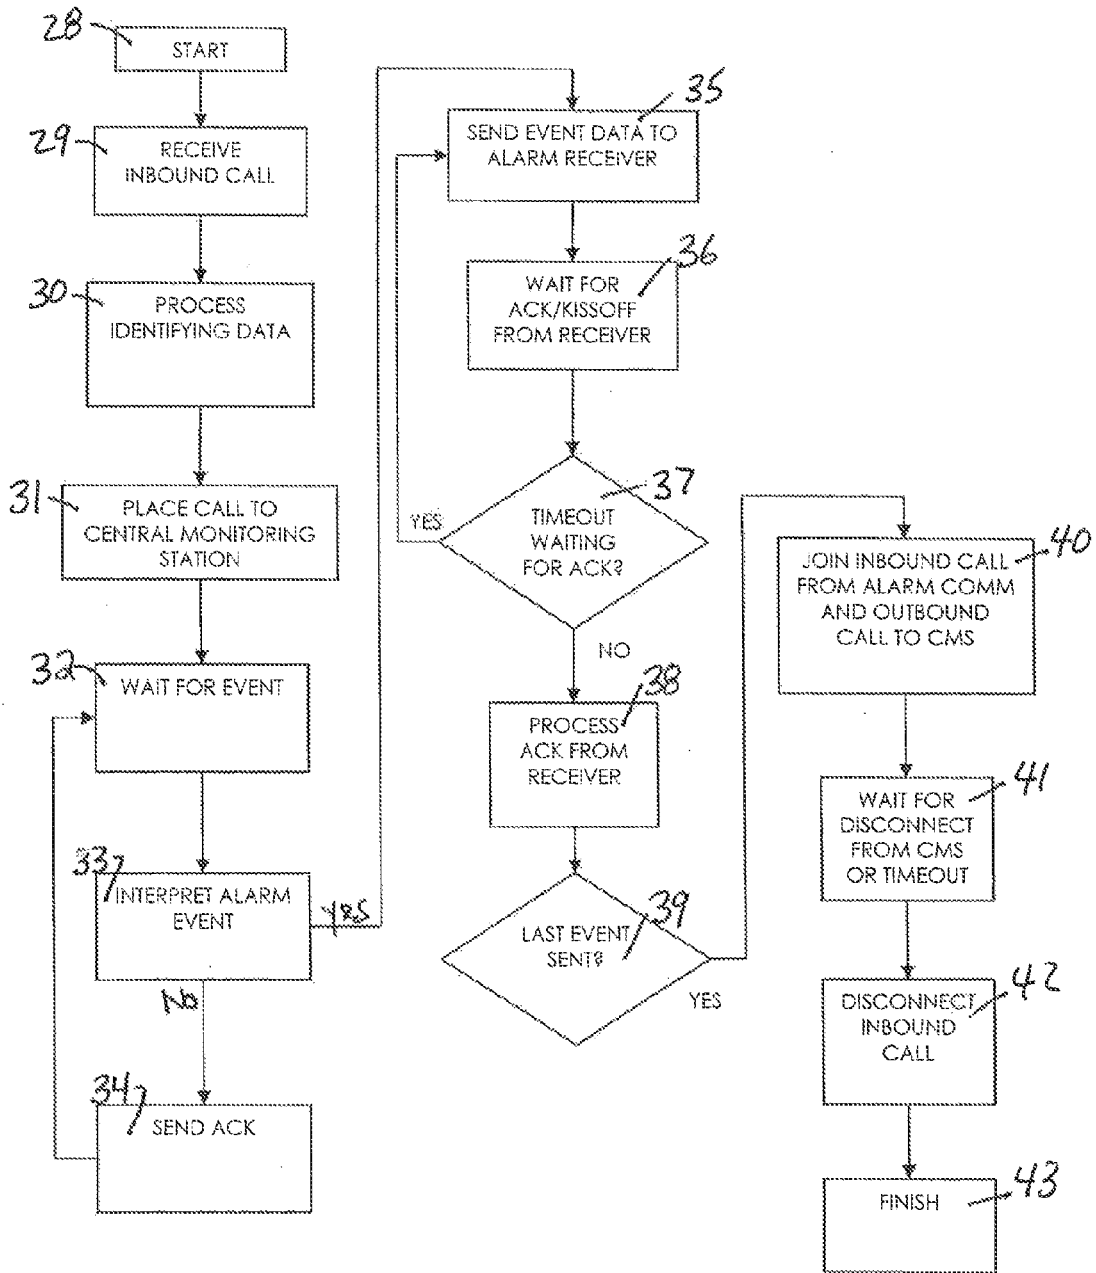 28
START
29
RECEIVE
INBOUND CALL
30
PROCESS
IDENTIFYING DATA
31
PLACE CALL TO
CENTRAL MONITORING
STATION
32
WAIT FOR EVENT
33
INTERPRET ALARM
EVENT
YES
No
34
SEND ACK
35
SEND EVENT DATA TO
ALARM RECEIVER
36
WAIT FOR
ACK/KISSOFF
FROM RECEIVER
37
TIMEOUT
WAITING
FOR ACK?
YES
NO
38
PROCESS
ACK FROM
RECEIVER
39
LAST EVENT
SENT?
YES
40
JOIN INBOUND CALL
FROM ALARM COMM
AND OUTBOUND
CALL TO CMS
41
WAIT FOR
DISCONNECT
FROM CMS
OR TIMEOUT
42
DISCONNECT
INBOUND
CALL
43
FINISH